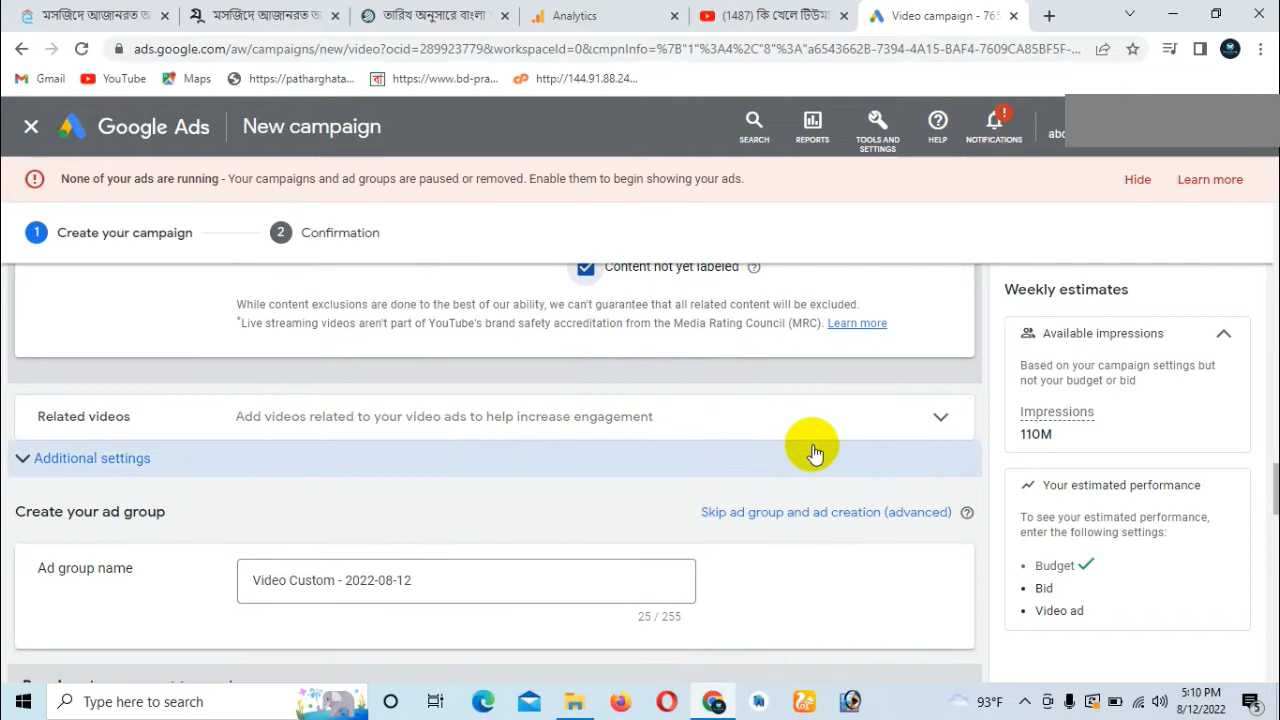 মসজিদে আজানরত অ
মসজিদে আজানরত অ
তারিখ অনুসারে বাংলা
Analytics
(1487) কি খেলে টিউমা
Video campaign - 765
ads.google.com/aw/campaigns/new/video?ocid=289923779&workspaceId=0&cmpnInfo=%7B"1"%3A4%2C"8"%3A"a6543662B-7394-4A15-BAF4-7609CA85BF5F-...
Gmail
YouTube
Maps
https://patharghata...
https://www.bd-pra...
http://144.91.88.24...
Google Ads
New campaign
SEARCH
REPORTS
TOOLS AND SETTINGS
HELP
NOTIFICATIONS
abc
None of your ads are running - Your campaigns and ad groups are paused or removed. Enable them to begin showing your ads.
Hide
Learn more
1
Create your campaign
2
Confirmation
Content not yet labeled
While content exclusions are done to the best of our ability, we can't guarantee that all related content will be excluded.
*Live streaming videos aren't part of YouTube's brand safety accreditation from the Media Rating Council (MRC). Learn more
Related videos
Add videos related to your video ads to help increase engagement
Additional settings
Create your ad group
Skip ad group and ad creation (advanced)
Ad group name
Video Custom - 2022-08-12
25 / 255
Weekly estimates
Available impressions
Based on your campaign settings but
not your budget or bid
Impressions
110M
Your estimated performance
To see your estimated performance,
enter the following settings:
Budget
Bid
Video ad
Type here to search
93°F
5:10 PM
8/12/2022
5